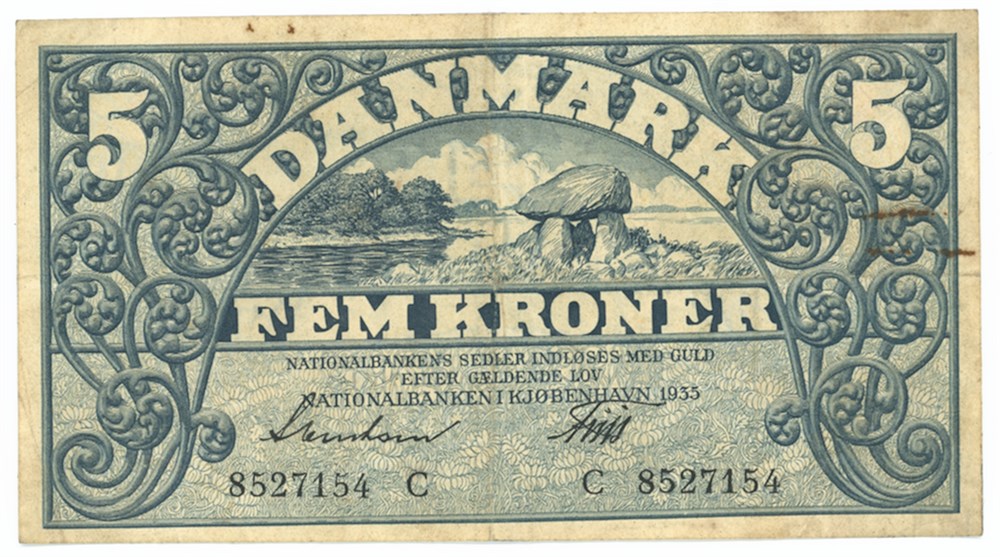 5 DANMARK 5
FEM KRONER
NATIONALBANKENS SEDLER INDLØSES MED GULD
EFTER GÆLDENDE LOV
NATIONALBANKEN I KJØBENHAVN 1935
8527154 C C 8527154